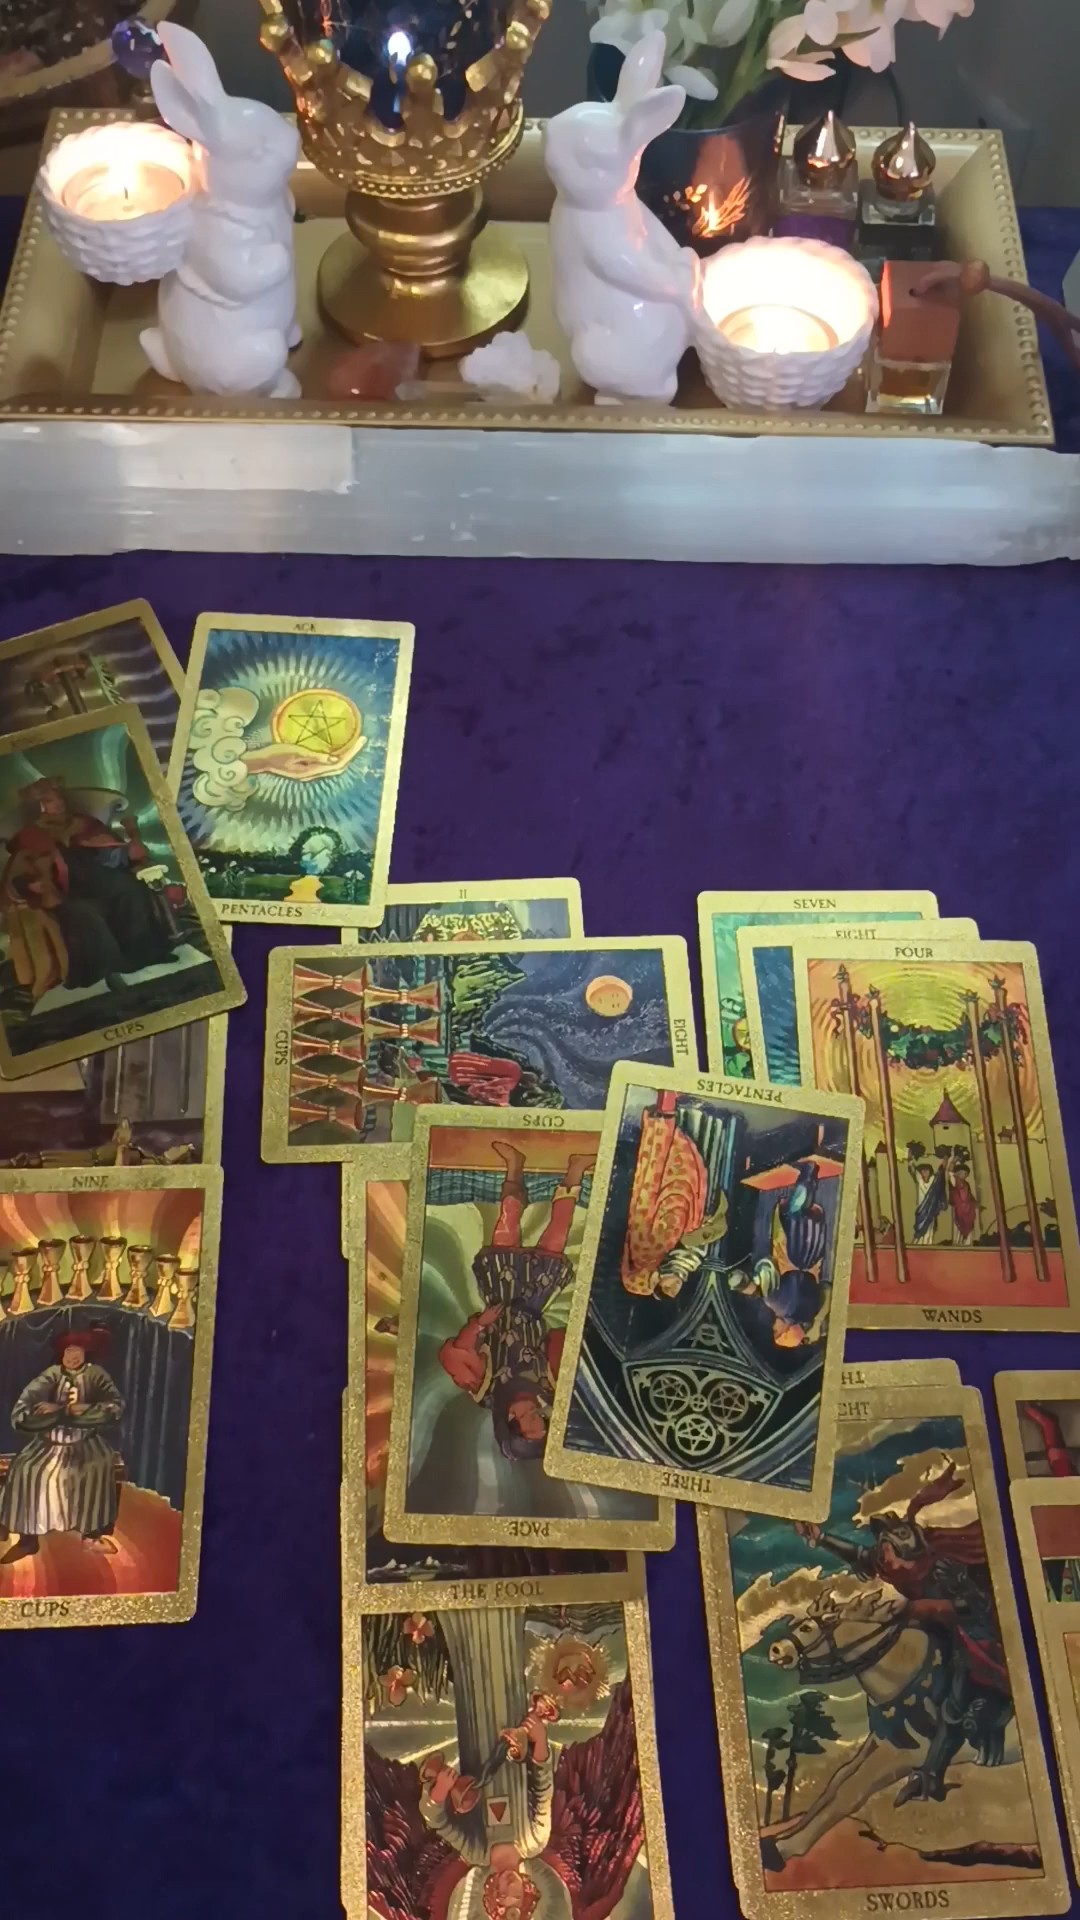 ACE
PENTACLES
CUPS
II
CUPS
EIGHT
SEVEN
EIGHT
FOUR
WANDS
PENTACLES
THREE
CUPS
PAGE
NINE
CUPS
THE FOOL
SWORDS